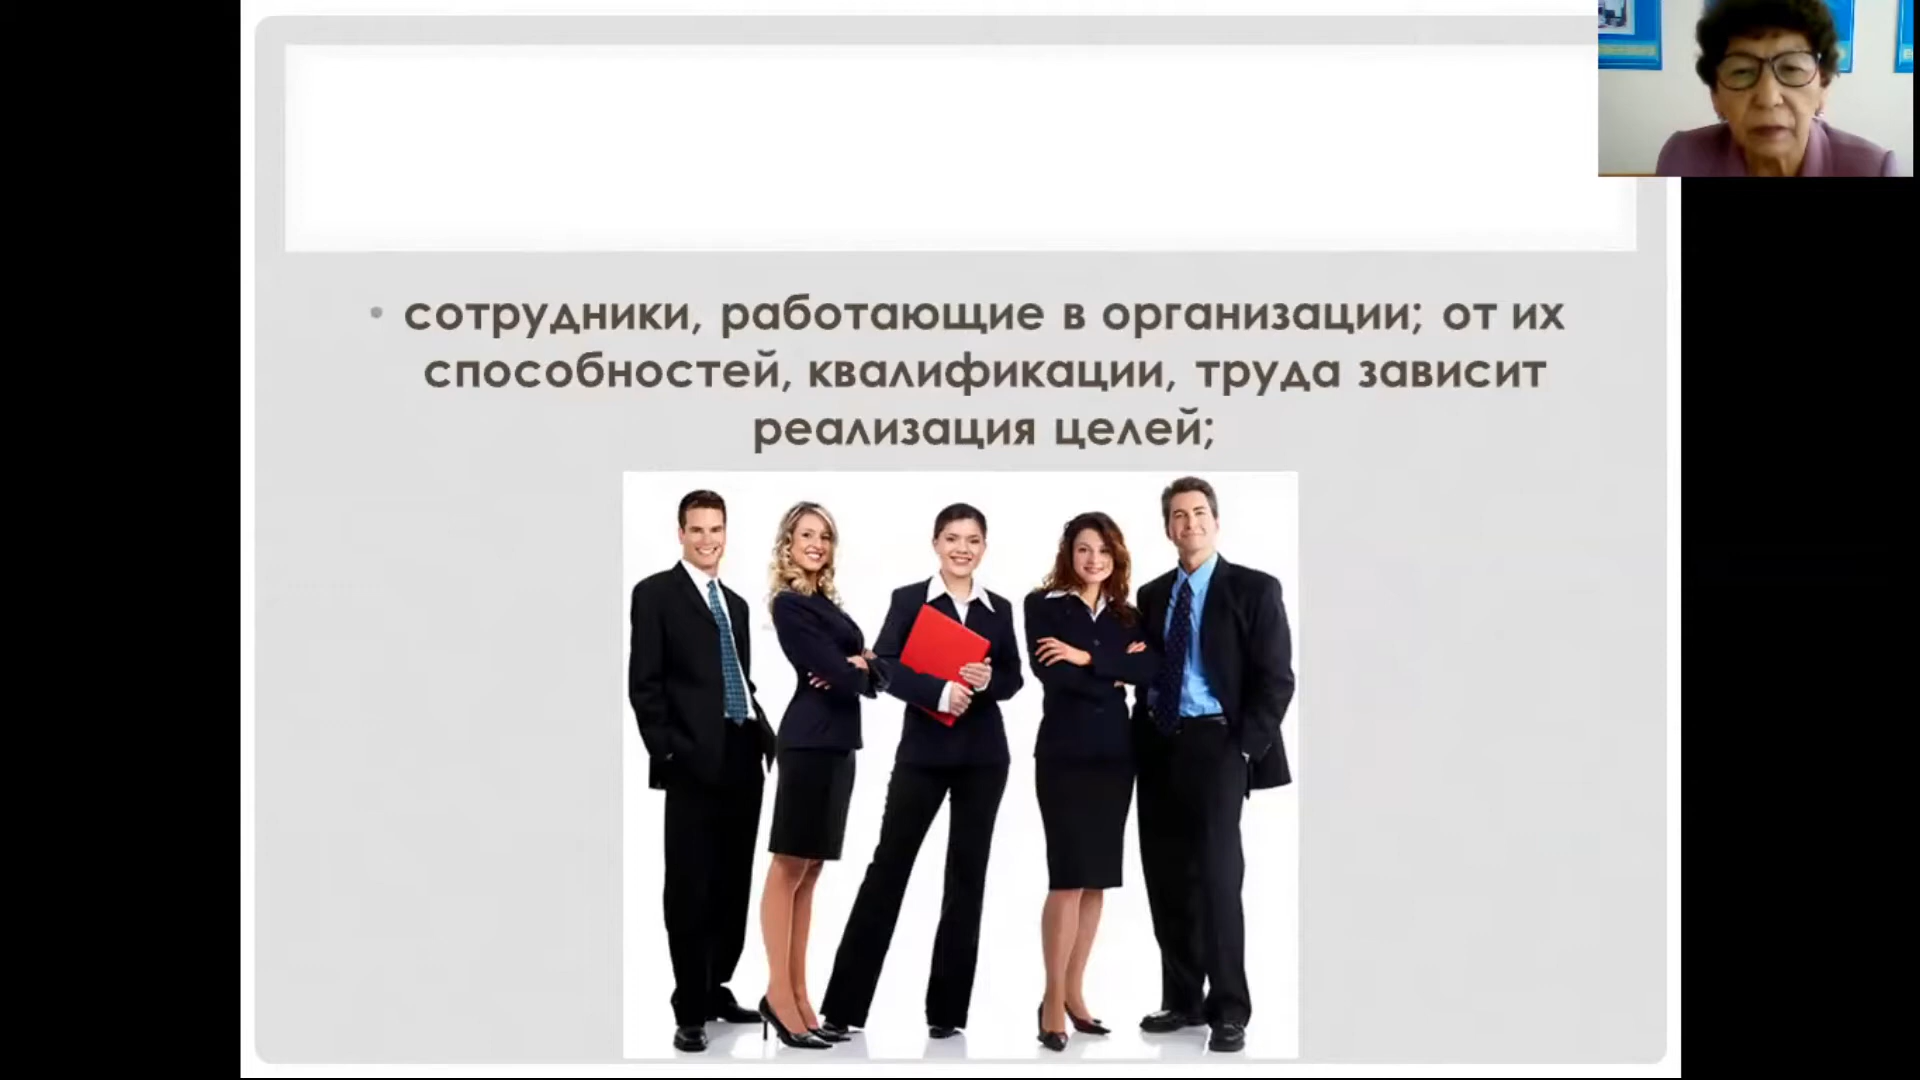 • сотрудники, работающие в организации; от их
способностей, квалификации, труда зависит
реализация целей;